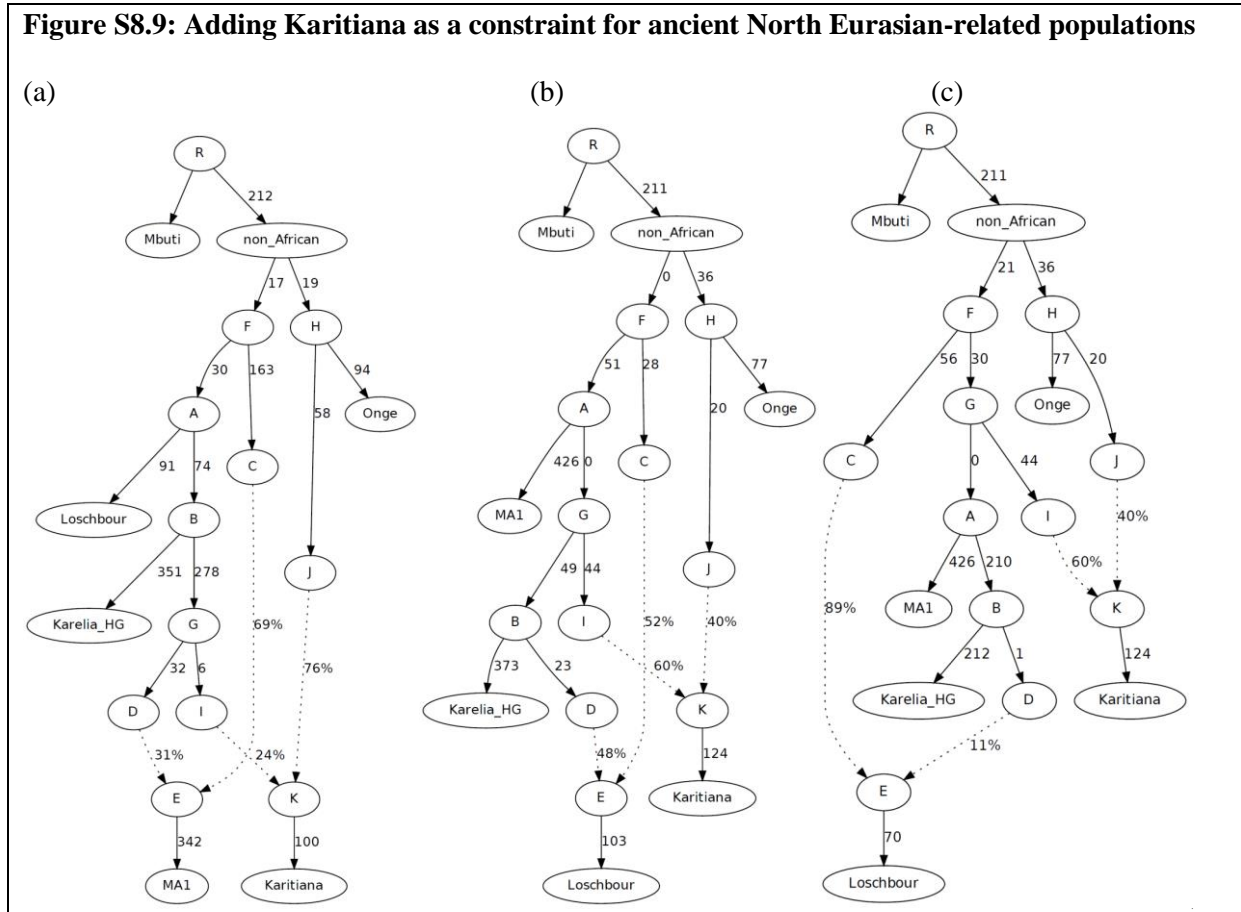 Figure S8.9: Adding Karitiana as a constraint for ancient North Eurasian-related populations
(a) (b) (c)
R
212
Mbuti
non_African
17
19
F
H
30
163
94
A
58
Onge
91
74
C
Loschbour
B
351
278
J
Karelia_HG
G
69%
32
6
76%
D
I
31%
24%
E
K
342
100
MA1
Karitiana
R
211
Mbuti
non_African
0
36
F
H
51
28
77
A
20
Onge
426
0
C
MA1
G
49
44
J
B
I
52%
40%
373
23
60%
Karelia_HG
D
K
48%
124
E
Karitiana
103
Loschbour
R
211
Mbuti
non_African
21
36
F
H
56
30
77
20
G
Onge
C
0
44
J
A
I
40%
426
210
60%
89%
MA1
B
K
212
1
124
Karelia_HG
D
Karitiana
11%
E
70
Loschbour